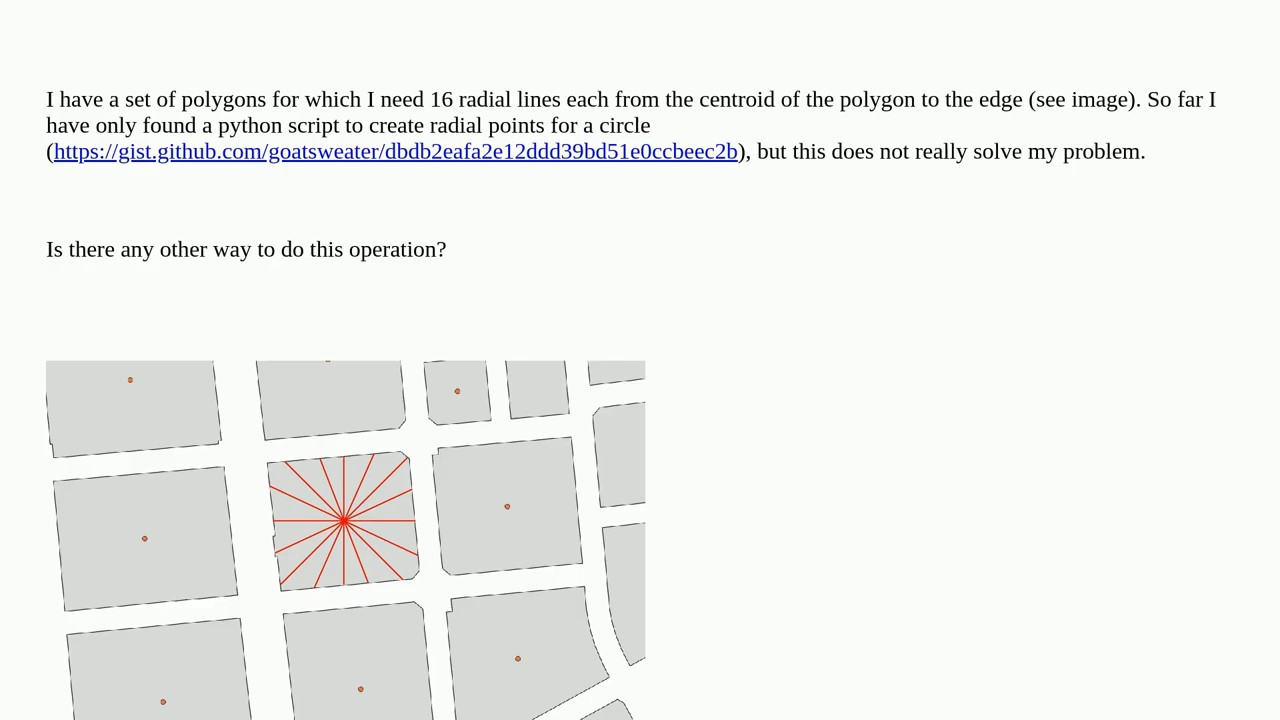 I have a set of polygons for which I need 16 radial lines each from the centroid of the polygon to the edge (see image). So far I
have only found a python script to create radial points for a circle
(https://gist.github.com/goatsweater/dbdb2eafa2e12ddd39bd51e0ccbeec2b), but this does not really solve my problem.
Is there any other way to do this operation?